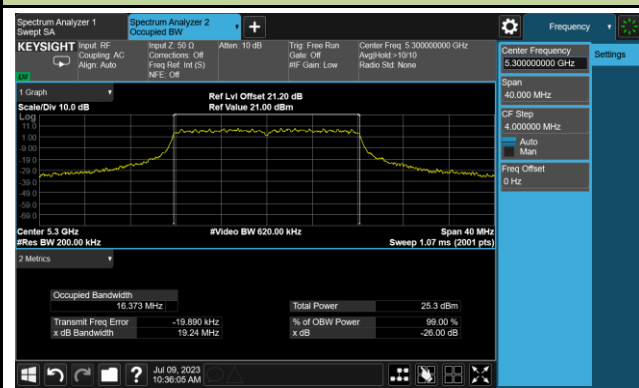 Spectrum Analyzer 1
Swept SA
Spectrum Analyzer 2
Occupied BW
Frequency
KEYSIGHT
Input: RF
Coupling: AC
Align: Auto
Input Z: 50 Ω
Corrections: Off
Freq Ref: Int (S)
NFE: Off
Atten: 10 dB
Trig: Free Run
Gate: Off
#IF Gain: Low
Center Freq: 5.300000000 GHz
Avg|Hold:>10/10
Radio Std: None
Center Frequency
5.300000000 GHz
Settings
Span
40.000 MHz
CF Step
4.000000 MHz
Auto
Man
Freq Offset
0 Hz
1 Graph
Ref Lvl Offset 21.20 dB
Scale/Div 10.0 dB
Ref Value 21.00 dBm
Log
11.0
1.00
-9.00
-19.0
-29.0
-39.0
-49.0
-59.0
-69.0
Center 5.3 GHz
#Video BW 620.00 kHz
Span 40 MHz
#Res BW 200.00 kHz
Sweep 1.07 ms (2001 pts)
2 Metrics
Occupied Bandwidth
16.373 MHz
Total Power
25.3 dBm
Transmit Freq Error
-19.890 kHz
% of OBW Power
99.00 %
x dB Bandwidth
19.24 MHz
x dB
-26.00 dB
Jul 09, 2023
10:36:05 AM